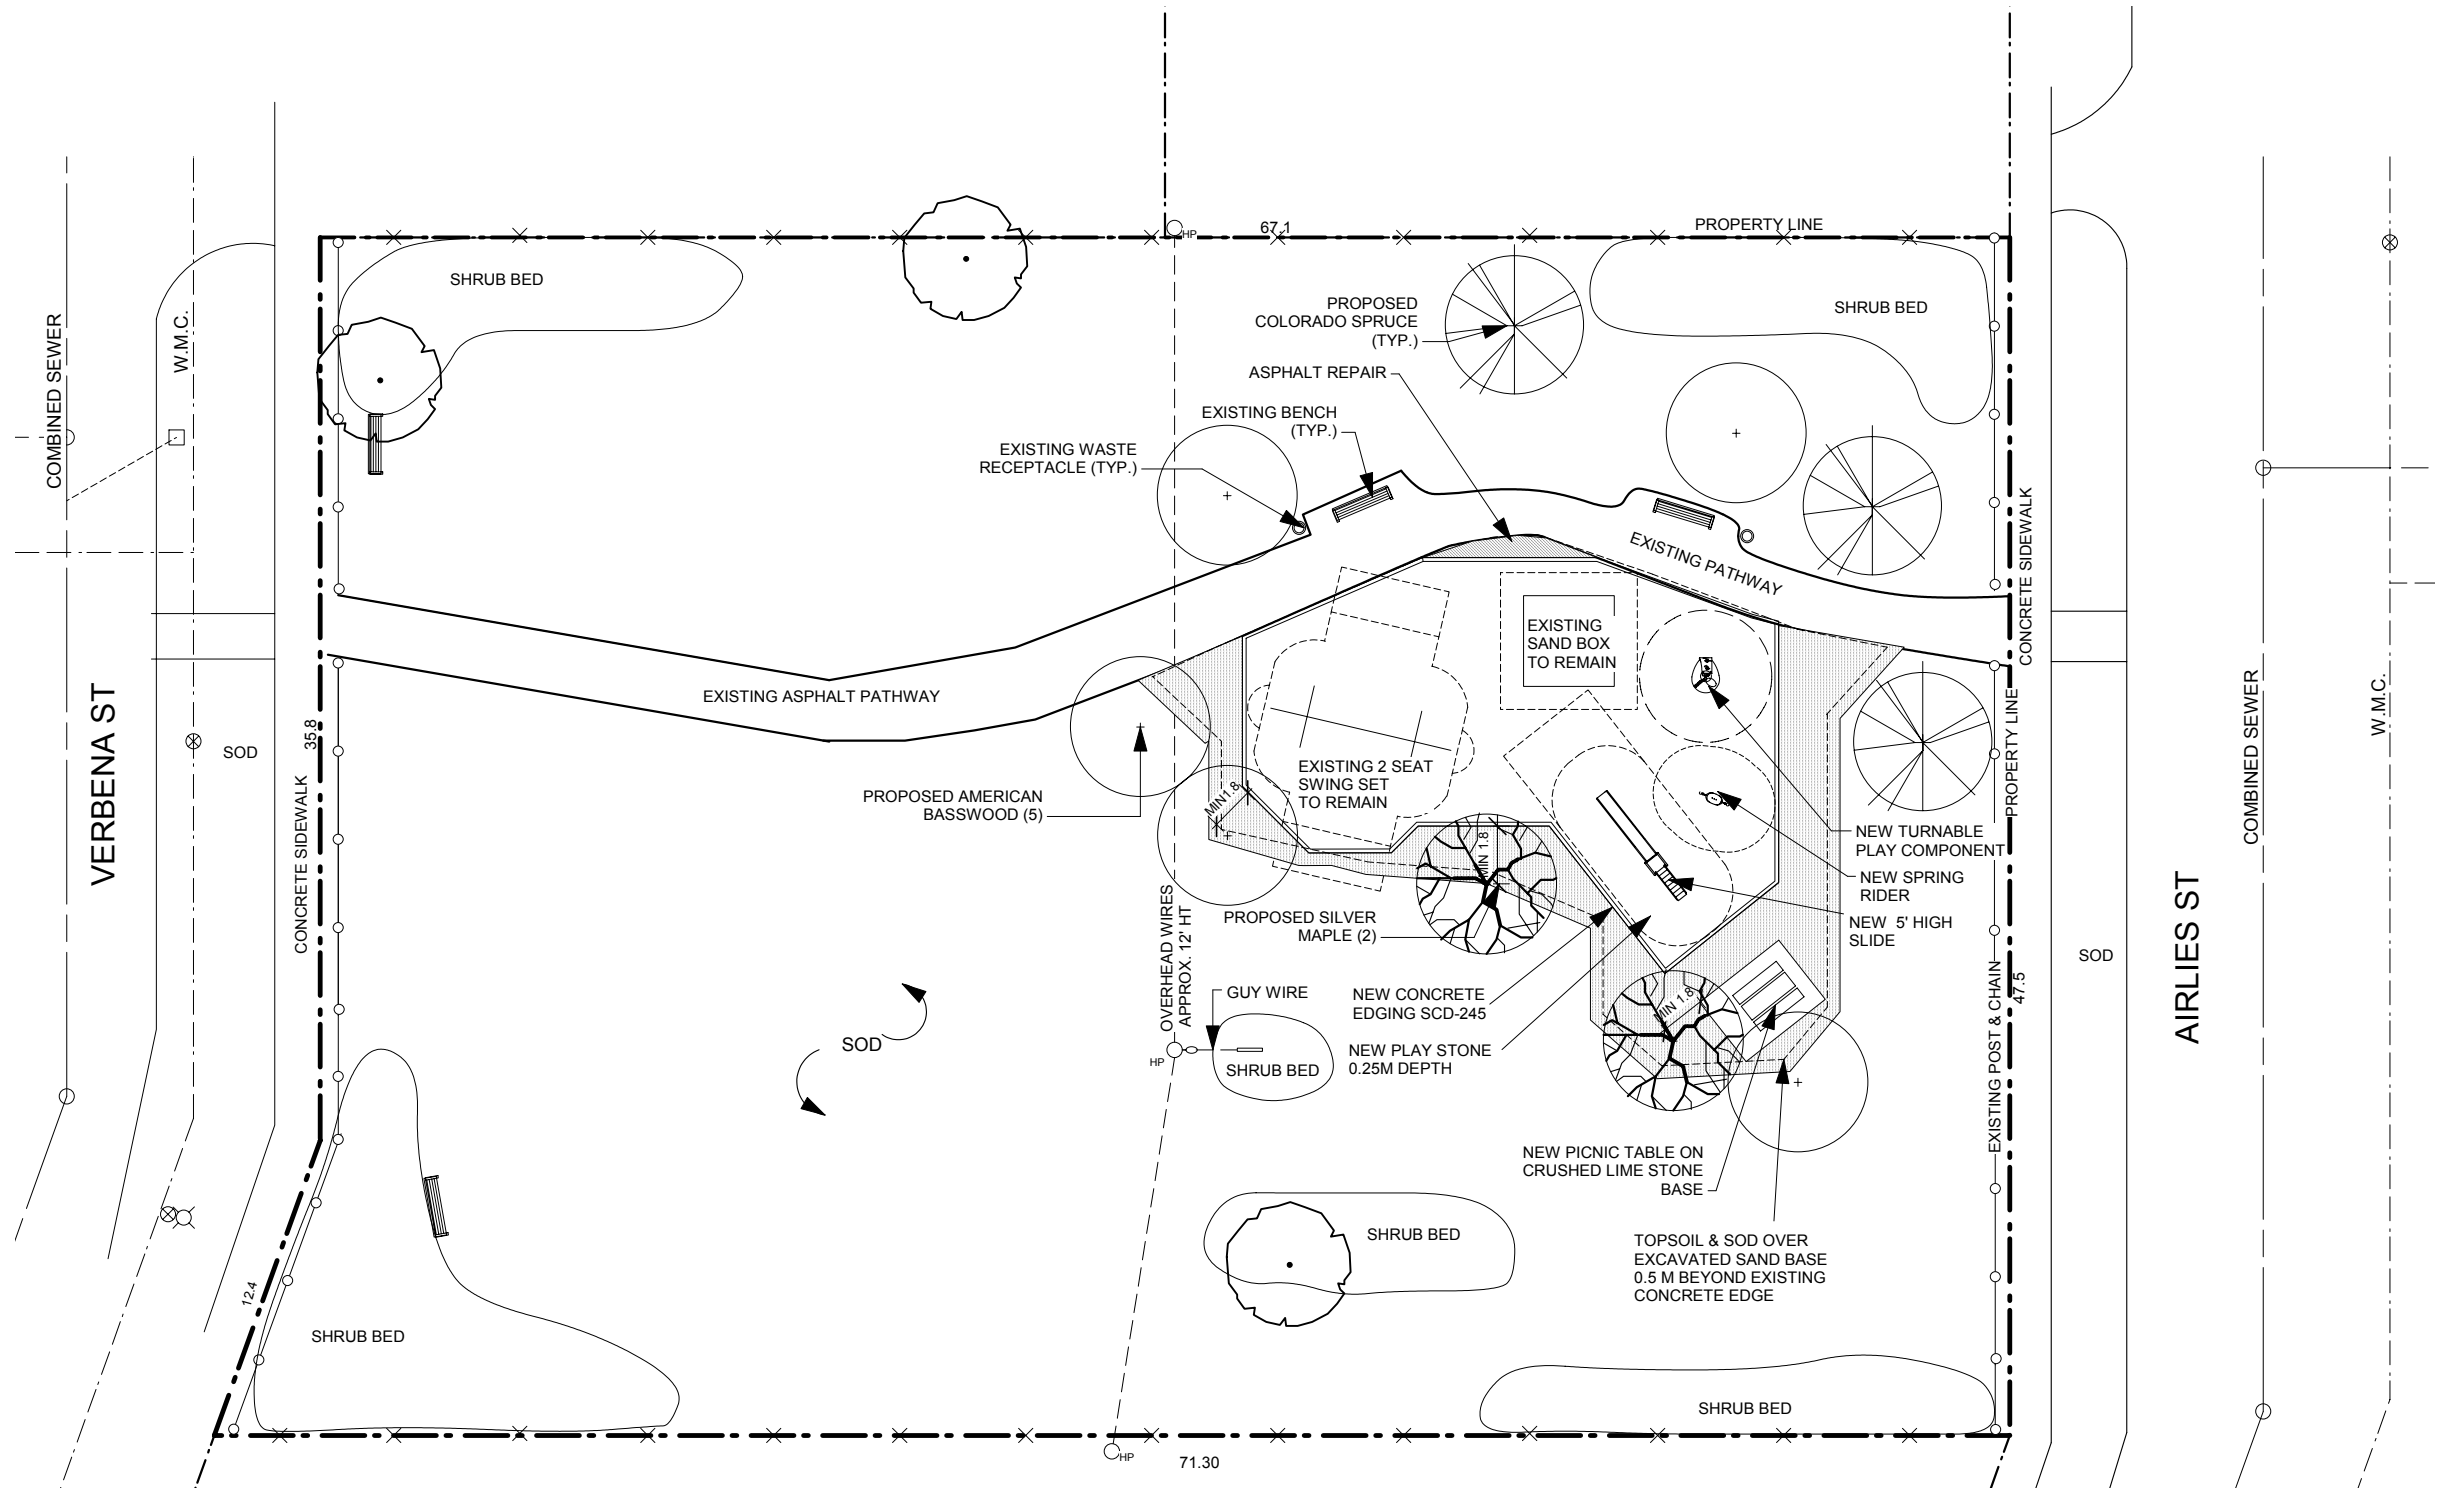 67.1
PROPERTY LINE
HP
SHRUB BED
PROPOSED
COLORADO SPRUCE
(TYP.)
SHRUB BED
COMBINED SEWER
W.M.C.
ASPHALT REPAIR
EXISTING BENCH
(TYP.)
EXISTING WASTE
RECEPTACLE (TYP.)
CONCRETE SIDEWALK
EXISTING PATHWAY
EXISTING
SAND BOX
TO REMAIN
EXISTING ASPHALT PATHWAY
VERBENA ST
SOD
35.8
CONCRETE SIDEWALK
EXISTING 2 SEAT
SWING SET
TO REMAIN
MIN1.8
PROPOSED AMERICAN
BASSWOOD (5)
PROPERTY LINE
COMBINED SEWER
W.M.C.
NEW TURNABLE
PLAY COMPONENT
MIN 1.8
NEW SPRING
RIDER
NEW 5' HIGH
SLIDE
PROPOSED SILVER
MAPLE (2)
OVERHEAD WIRES
APPROX. 12' HT
AIRLIES ST
SOD
GUY WIRE
NEW CONCRETE
EDGING SCD-245
MIN 1.8
47.5
SOD
NEW PLAY STONE
0.25M DEPTH
HP
SHRUB BED
EXISTING POST & CHAIN
NEW PICNIC TABLE ON
CRUSHED LIME STONE
BASE
SHRUB BED
TOPSOIL & SOD OVER
EXCAVATED SAND BASE
0.5 M BEYOND EXISTING
CONCRETE EDGE
12.4
SHRUB BED
SHRUB BED
HP
71.30